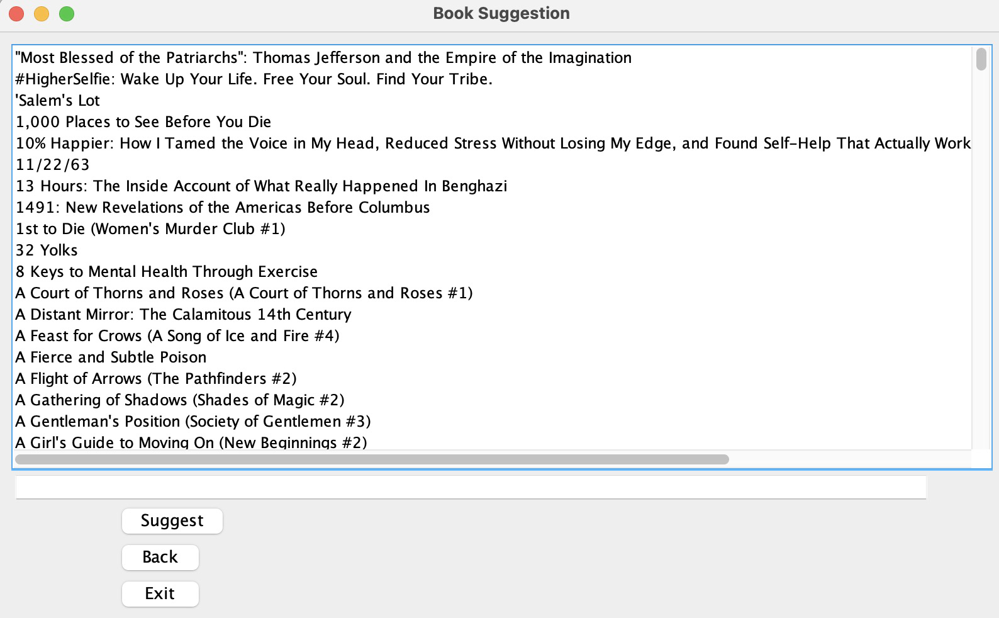 Book Suggestion
"Most Blessed of the Patriarchs": Thomas Jefferson and the Empire of the Imagination
#HigherSelfie: Wake Up Your Life. Free Your Soul. Find Your Tribe.
'Salem's Lot
1,000 Places to See Before You Die
10% Happier: How I Tamed the Voice in My Head, Reduced Stress Without Losing My Edge, and Found Self-Help That Actually Work
11/22/63
13 Hours: The Inside Account of What Really Happened In Benghazi
1491: New Revelations of the Americas Before Columbus
1st to Die (Women's Murder Club #1)
32 Yolks
8 Keys to Mental Health Through Exercise
A Court of Thorns and Roses (A Court of Thorns and Roses #1)
A Distant Mirror: The Calamitous 14th Century
A Feast for Crows (A Song of Ice and Fire #4)
A Fierce and Subtle Poison
A Flight of Arrows (The Pathfinders #2)
A Gathering of Shadows (Shades of Magic #2)
A Gentleman's Position (Society of Gentlemen #3)
A Girl's Guide to Moving On (New Beginnings #2)
Suggest
Back
Exit